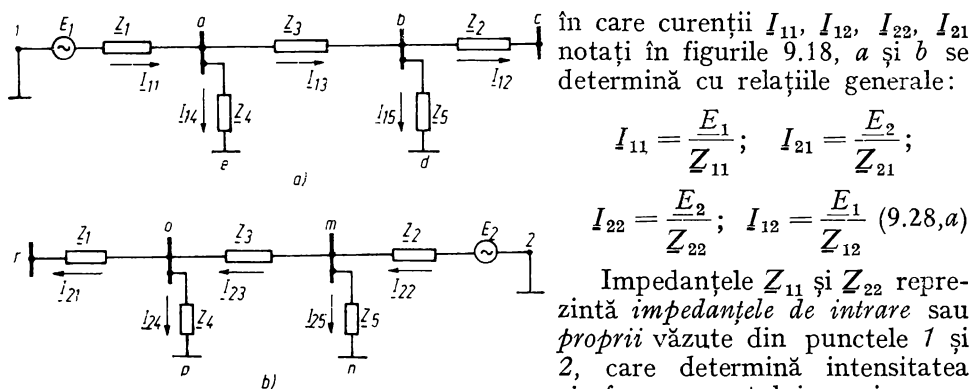 1 E₁ Z₁ a Z₃ b Z₂ c
I₁₁ I₁₃ I₁₂
I₁₄ Z₄ I₁₅ Z₅
e d
a)
r Z₁ o Z₃ m Z₂ E₂ 2
I₂₁ I₂₃ I₂₂
I₂₄ Z₄ I₂₅ Z₅
p n
b)
în care curenții I₁₁, I₁₂, I₂₂, I₂₁
notați în figurile 9.18, a și b se
determină cu relațiile generale:
I₁₁ = E₁/Z₁₁; I₂₁ = E₂/Z₂₁;
I₂₂ = E₂/Z₂₂; I₁₂ = E₁/Z₁₂ (9.28,a)
Impedanțele Z₁₁ și Z₂₂ repre-
zintă impedanțele de intrare sau
proprii văzute din punctele 1 și
2, care determină intensitatea